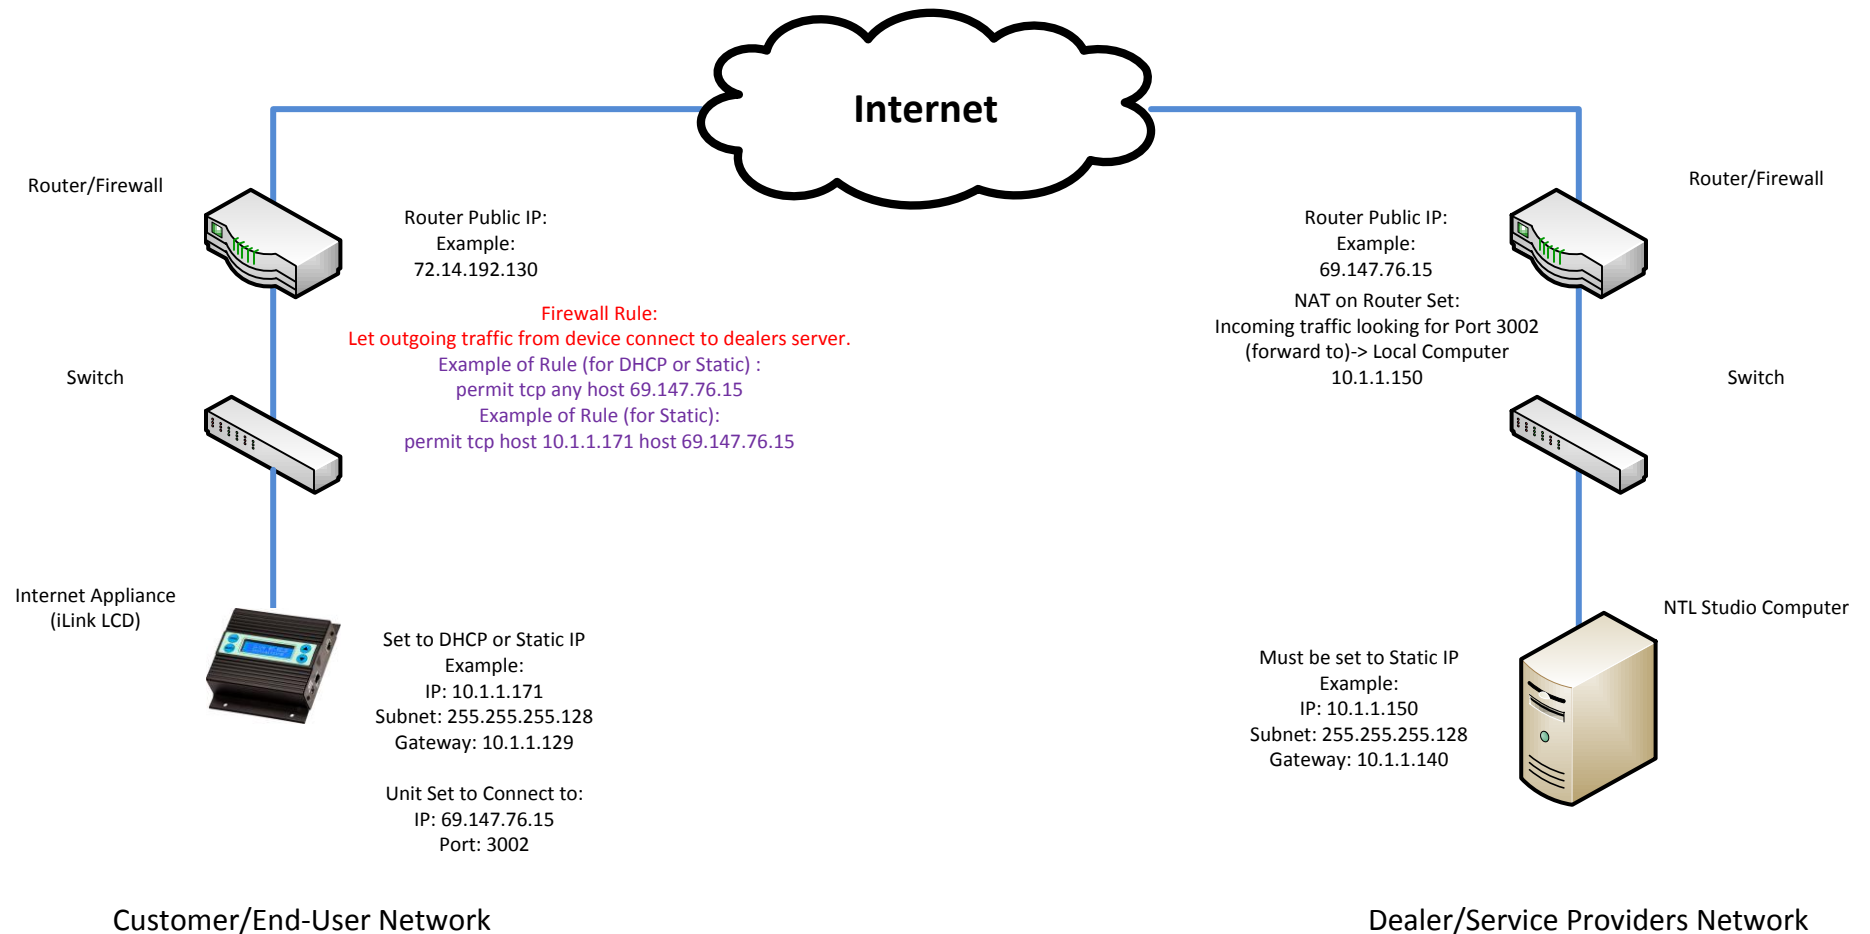 Internet
Router/Firewall
Router Public IP:
Example:
72.14.192.130
Firewall Rule:
Let outgoing traffic from device connect to dealers server.
Example of Rule (for DHCP or Static) :
permit tcp any host 69.147.76.15
Example of Rule (for Static):
permit tcp host 10.1.1.171 host 69.147.76.15
Switch
Internet Appliance
(iLink LCD)
Set to DHCP or Static IP
Example:
IP: 10.1.1.171
Subnet: 255.255.255.128
Gateway: 10.1.1.129
Unit Set to Connect to:
IP: 69.147.76.15
Port: 3002
Customer/End-User Network
Router/Firewall
Router Public IP:
Example:
69.147.76.15
NAT on Router Set:
Incoming traffic looking for Port 3002
(forward to)-> Local Computer
10.1.1.150
Switch
NTL Studio Computer
Must be set to Static IP
Example:
IP: 10.1.1.150
Subnet: 255.255.255.128
Gateway: 10.1.1.140
Dealer/Service Providers Network